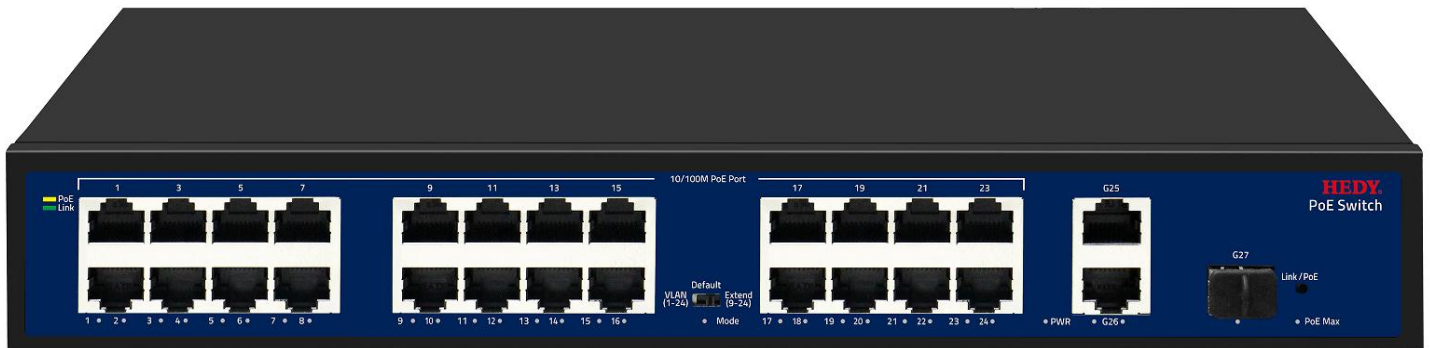 10/100M PoE Port
1 3 5 7 9 11 13 15 17 19 21 23 G25
HEDY.
PoE Switch
PoE
Link
G27
Link/PoE
Default
VLAN
(1-24)
Extend
(9-24)
1 2 3 4 5 6 7 8 9 10 11 12 13 14 15 16 Mode 17 18 19 20 21 22 23 24 PWR G26 PoE Max